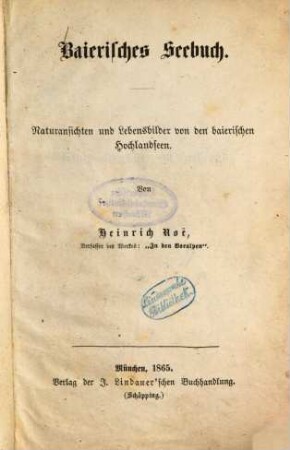 Baierisches Seebuch.
Naturansichten und Lebensbilder von den baierischen
Hochlandseen.
Von
Heinrich Noë,
Verfasser des Werkes: „In den Voralpen“.
Bibliothek
München, 1865.
Verlag der J. Lindauer'schen Buchhandlung.
(Schöpping.)